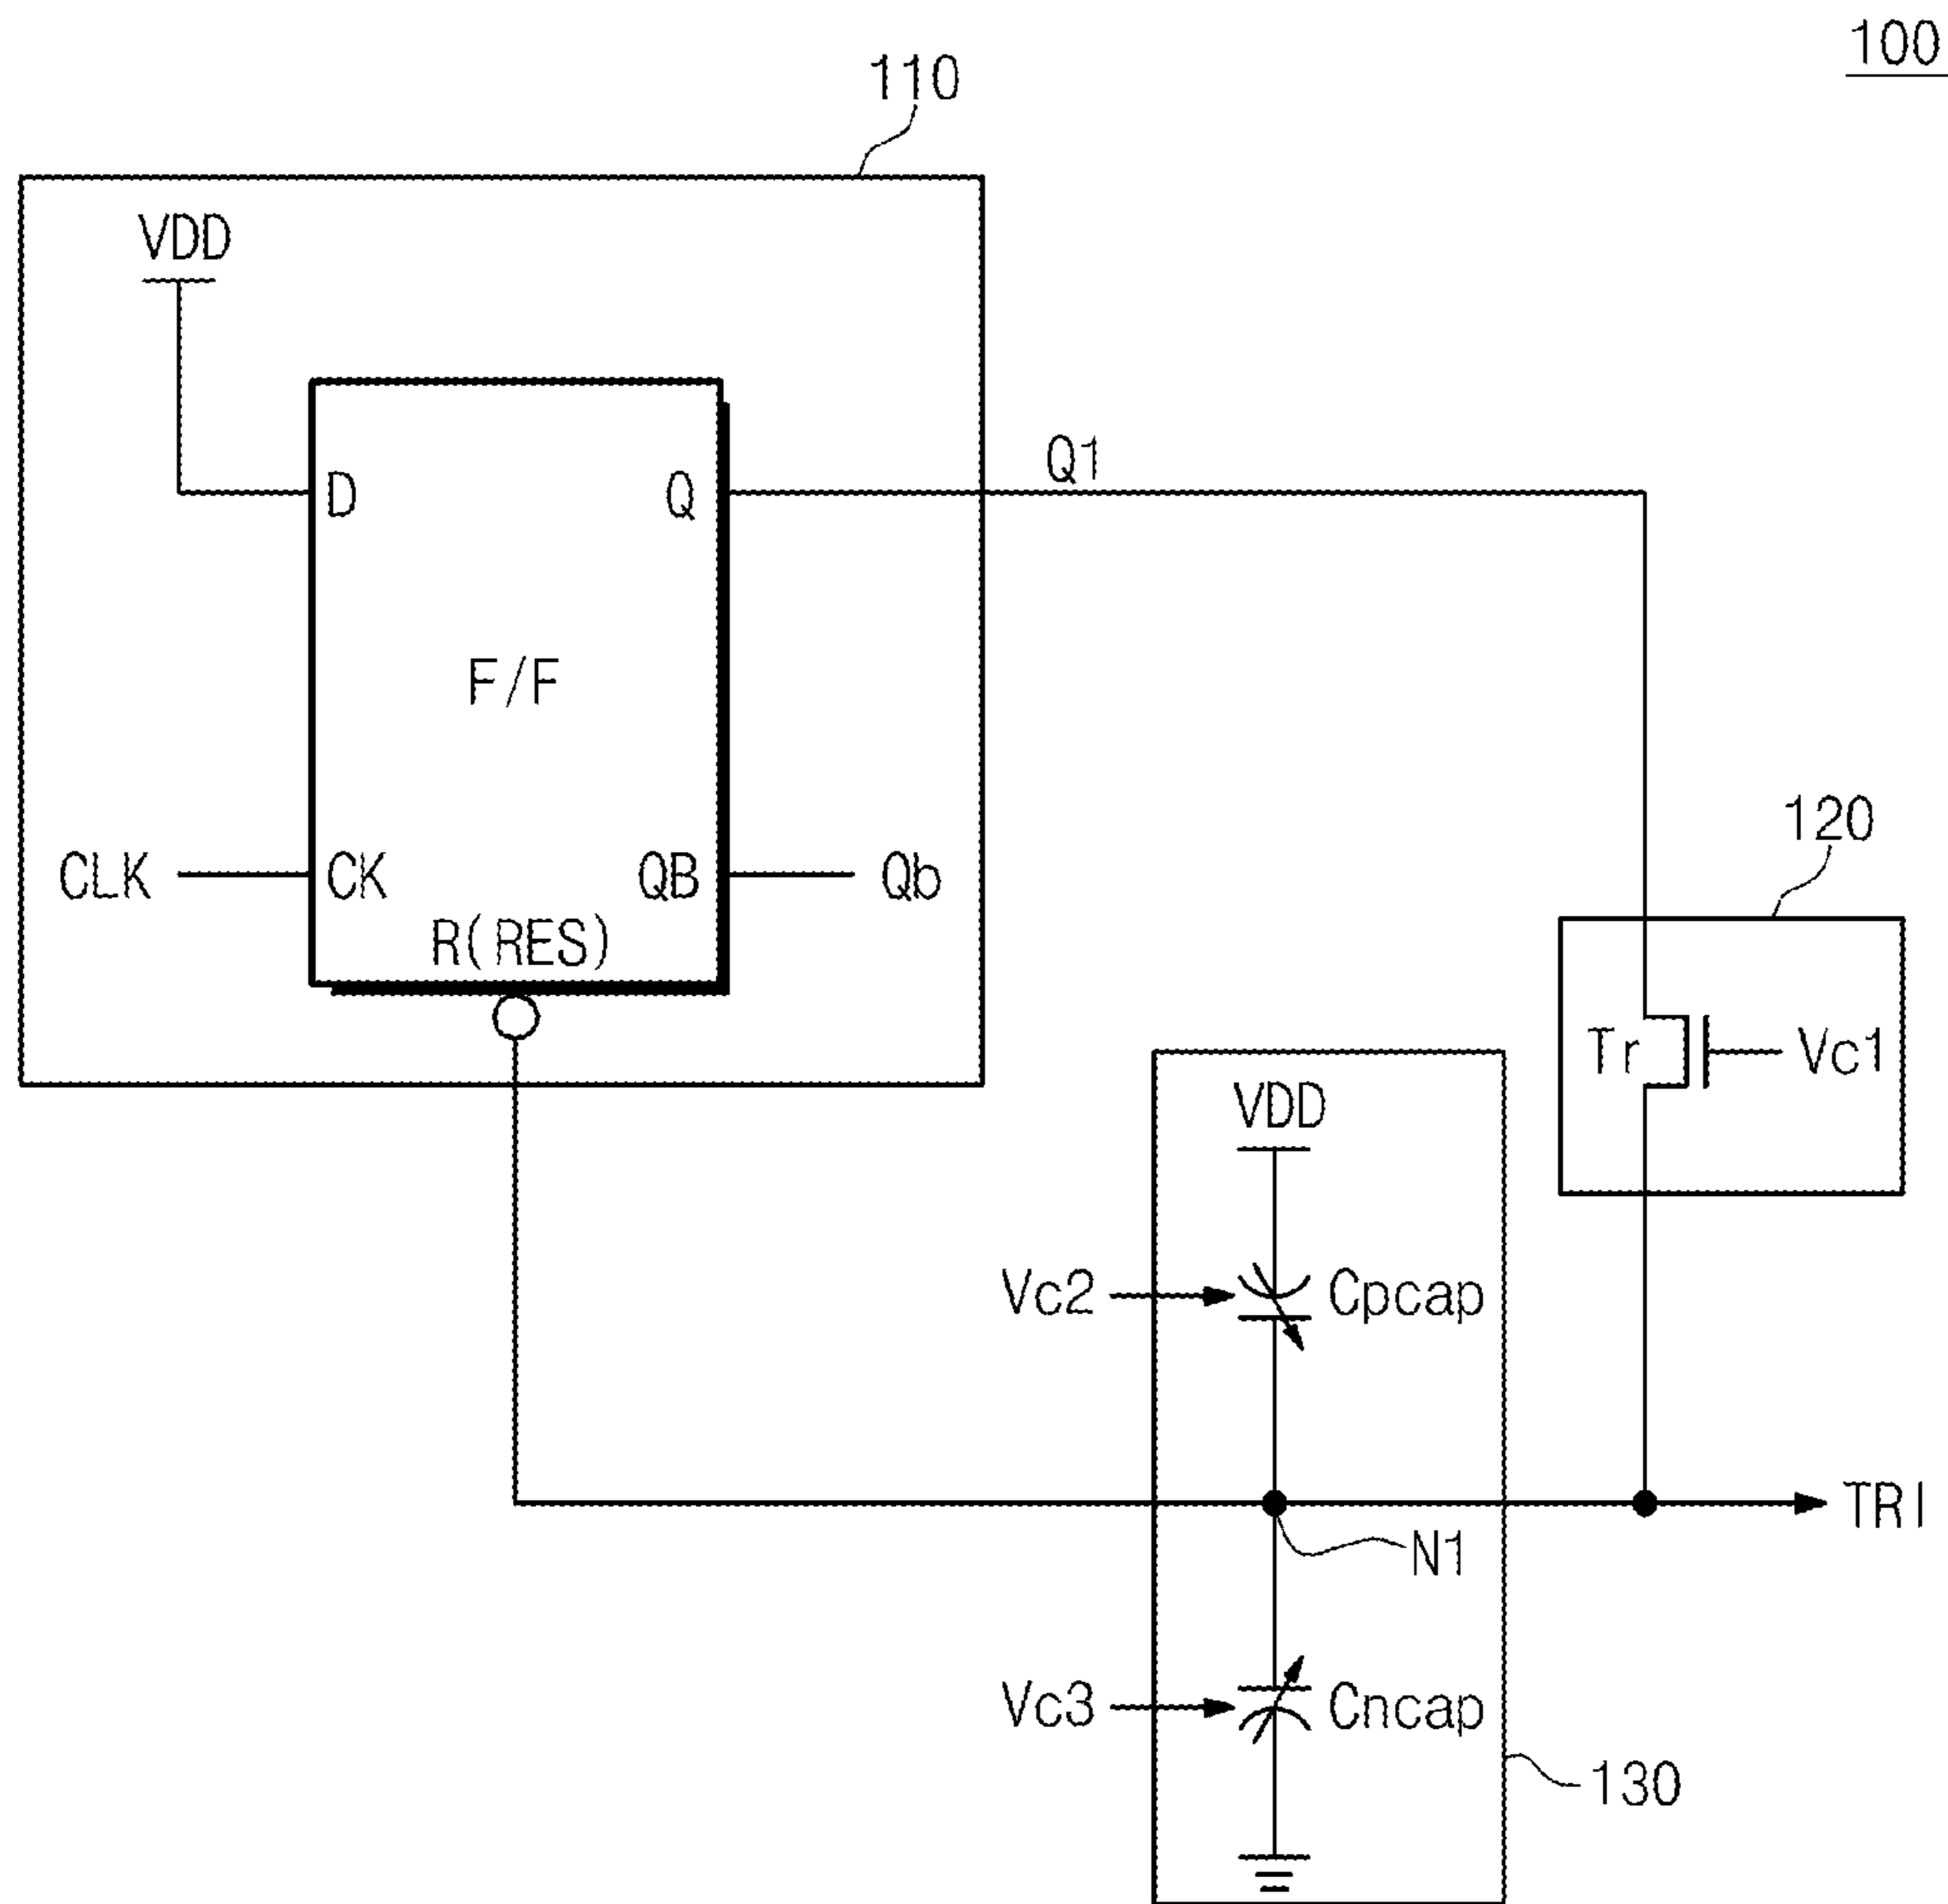 100
110
VDD
Q1
D
Q
F/F
120
CLK
CK
QB
Qb
R(RES)
Tr
Vc1
VDD
Vc2
Cpcap
TRI
N1
Vc3
Cncap
130